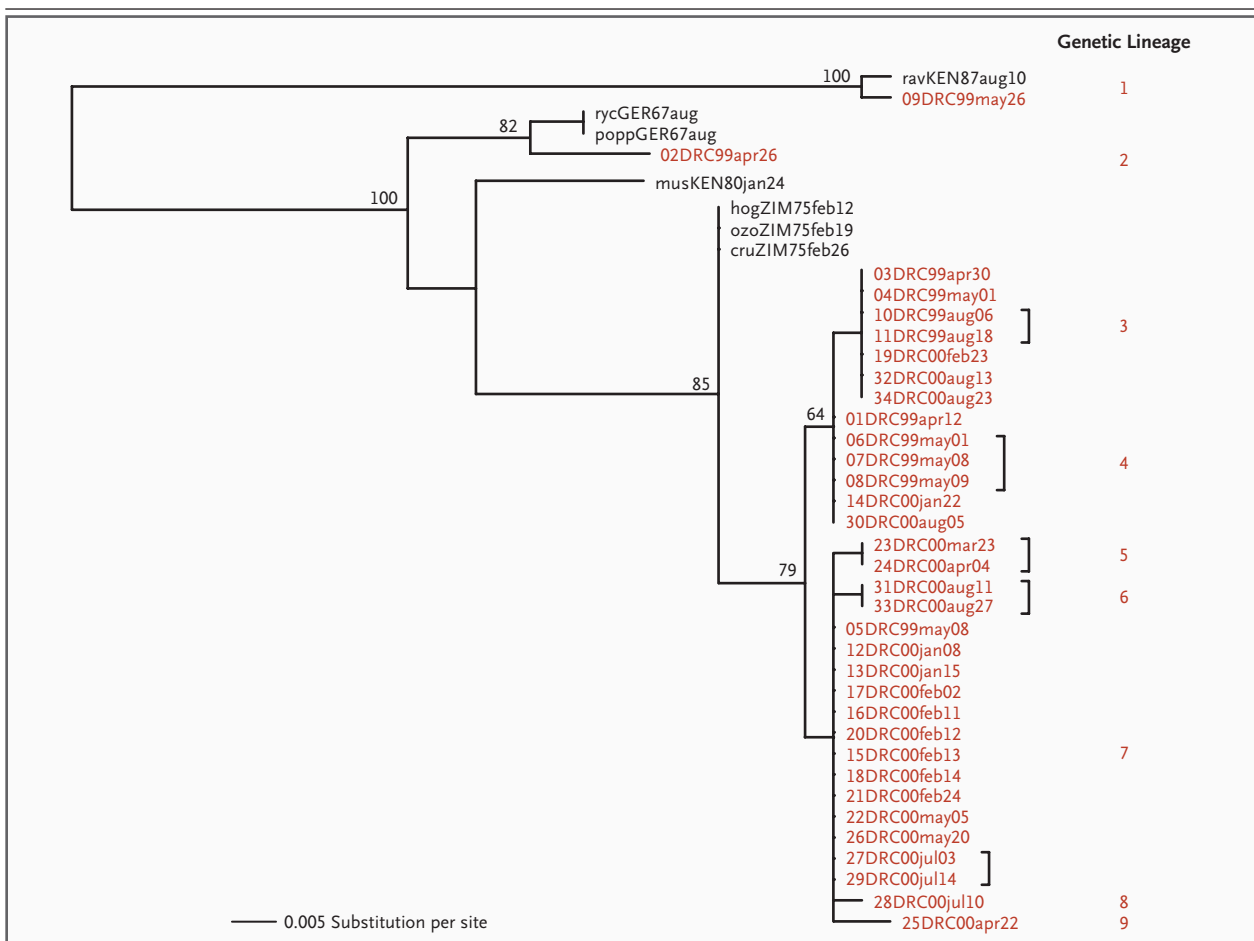 Genetic Lineage
100
ravKEN87aug10
1
09DRC99may26
rycGER67aug
82
poppGER67aug
02DRC99apr26
2
musKEN80jan24
100
hogZIM75feb12
ozoZIM75feb19
cruZIM75feb26
03DRC99apr30
04DRC99may01
10DRC99aug06
3
11DRC99aug18
19DRC00feb23
32DRC00aug13
85
34DRC00aug23
64
01DRC99apr12
06DRC99may01
07DRC99may08
4
08DRC99may09
14DRC00jan22
30DRC00aug05
23DRC00mar23
5
24DRC00apr04
79
31DRC00aug11
6
33DRC00aug27
05DRC99may08
12DRC00jan08
13DRC00jan15
17DRC00feb02
16DRC00feb11
20DRC00feb12
15DRC00feb13
7
18DRC00feb14
21DRC00feb24
22DRC00may05
26DRC00may20
27DRC00jul03
29DRC00jul14
28DRC00jul10
8
25DRC00apr22
9
0.005 Substitution per site